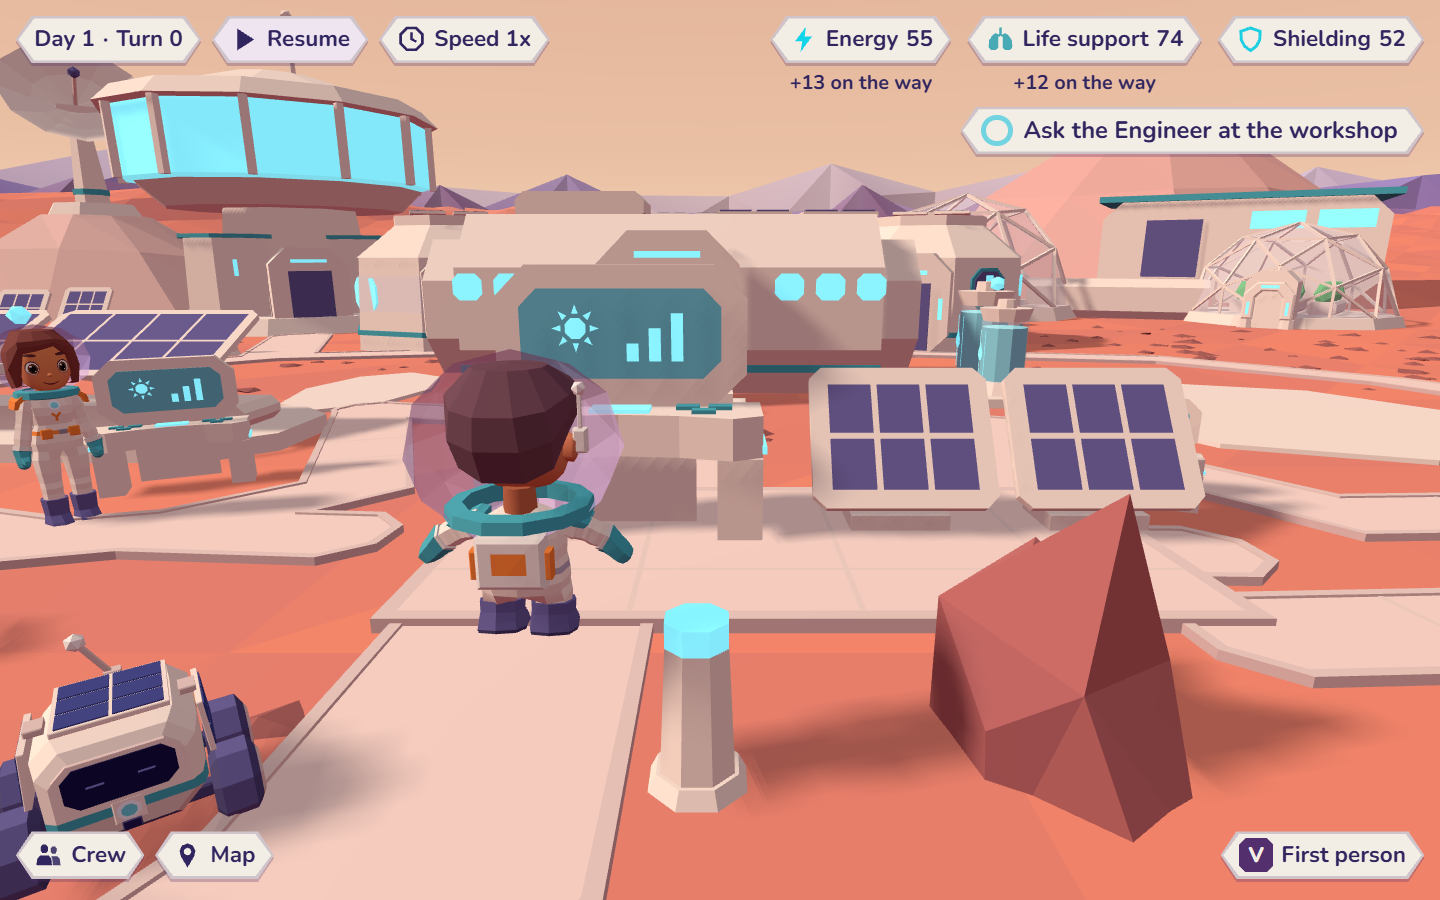 Day 1 · Turn 0
Resume
Speed 1x
Energy 55
Life support 74
Shielding 52
+13 on the way
+12 on the way
Ask the Engineer at the workshop
Crew
Map
V First person